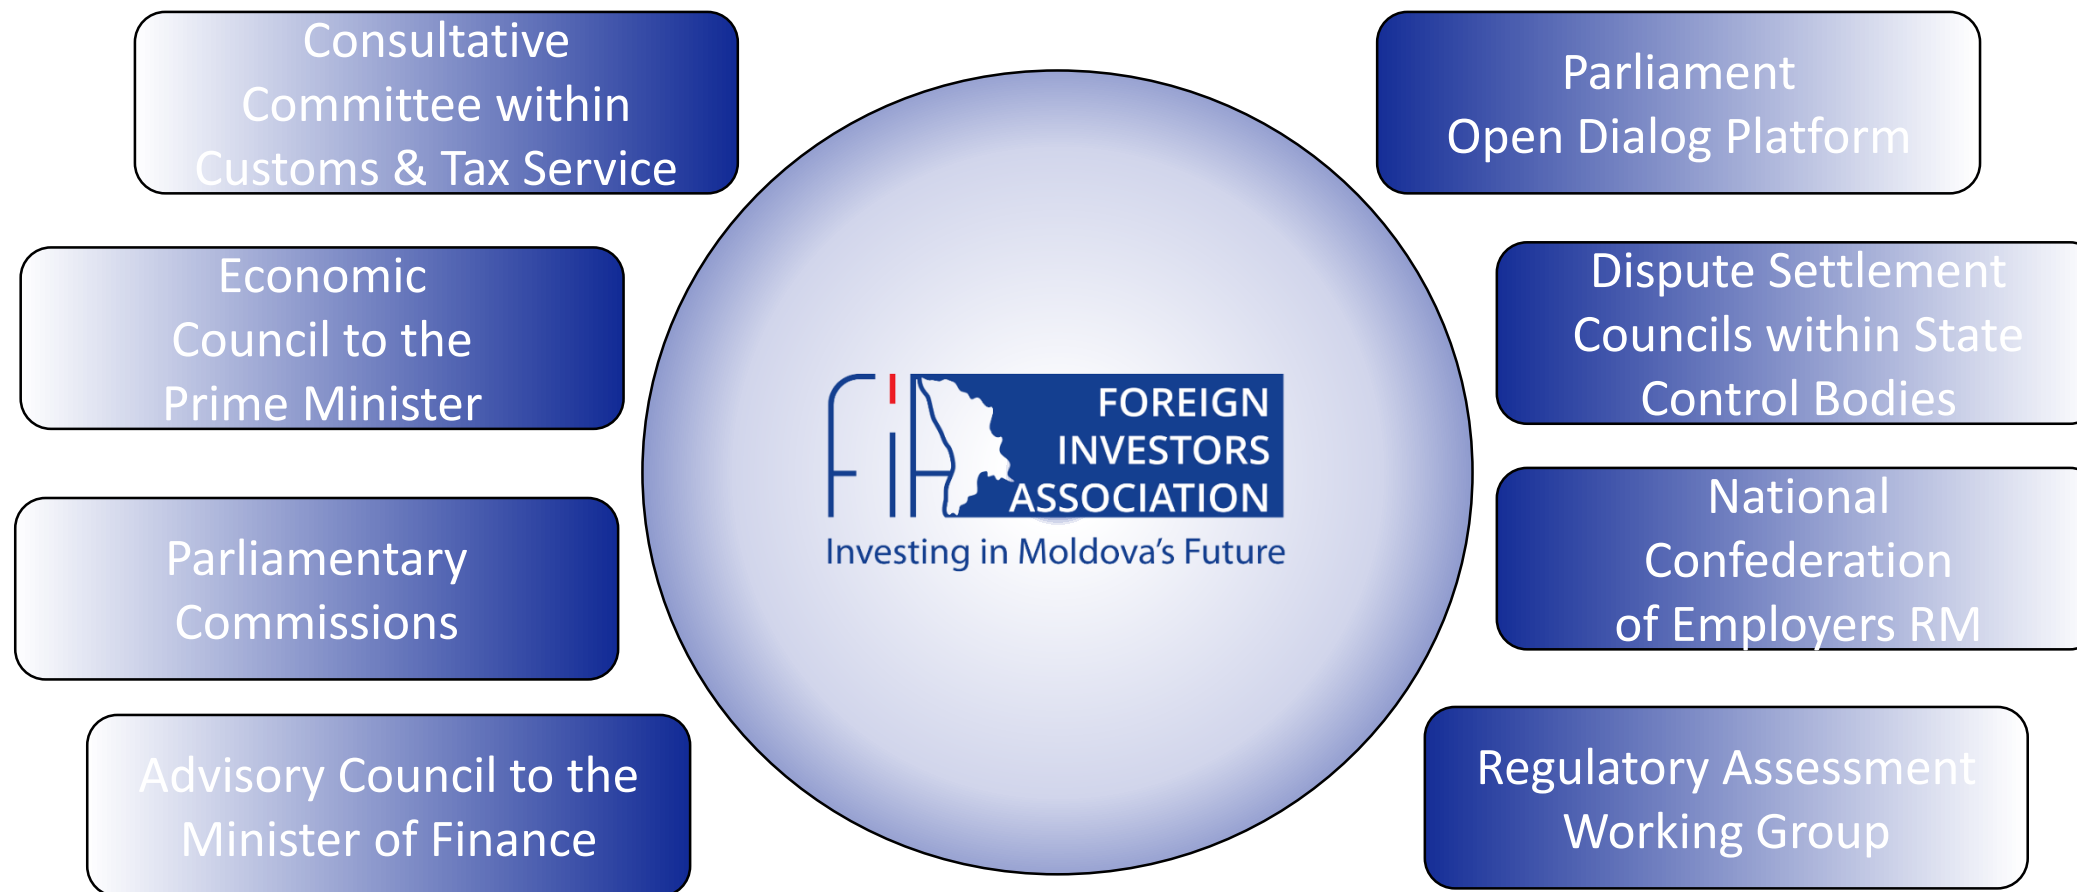 Consultative
Committee within
Customs & Tax Service
Economic
Council to the
Prime Minister
Parliamentary
Commissions
Advisory Council to the
Minister of Finance
FiA
FOREIGN
INVESTORS
ASSOCIATION
Investing in Moldova’s Future
Parliament
Open Dialog Platform
Dispute Settlement
Councils within State
Control Bodies
National
Confederation
of Employers RM
Regulatory Assessment
Working Group